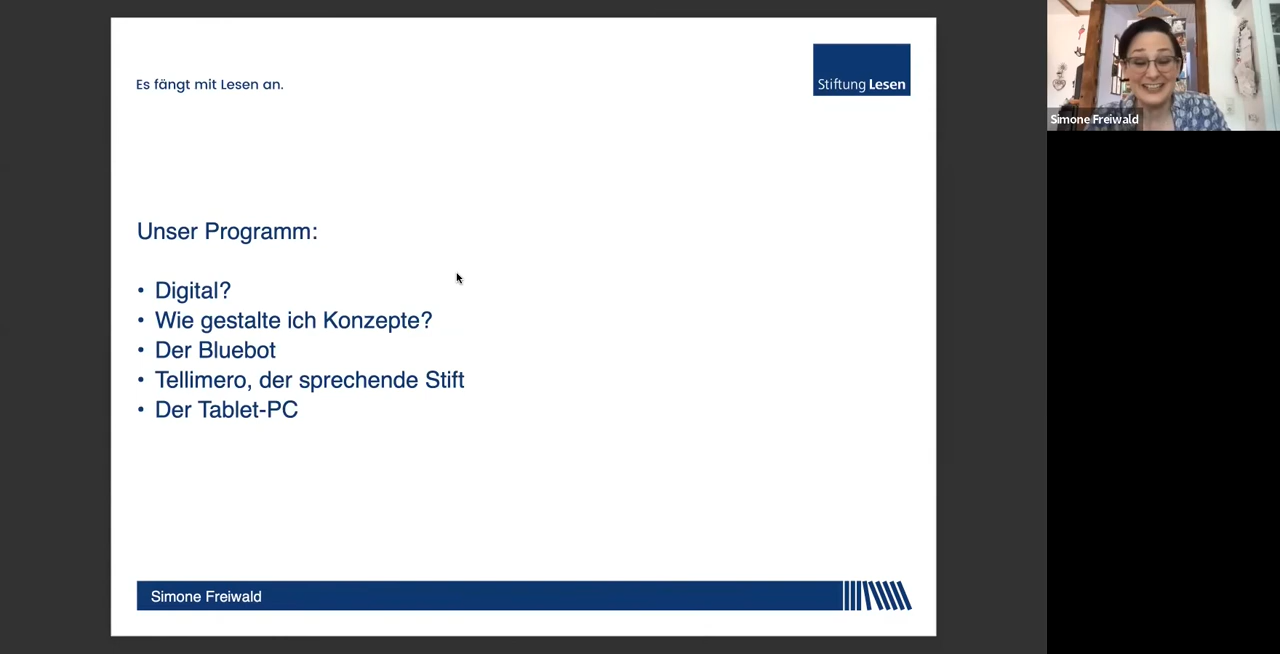 Es fängt mit Lesen an.
Stiftung Lesen
Unser Programm:
• Digital?
• Wie gestalte ich Konzepte?
• Der Bluebot
• Tellimero, der sprechende Stift
• Der Tablet-PC
Simone Freiwald
Simone Freiwald